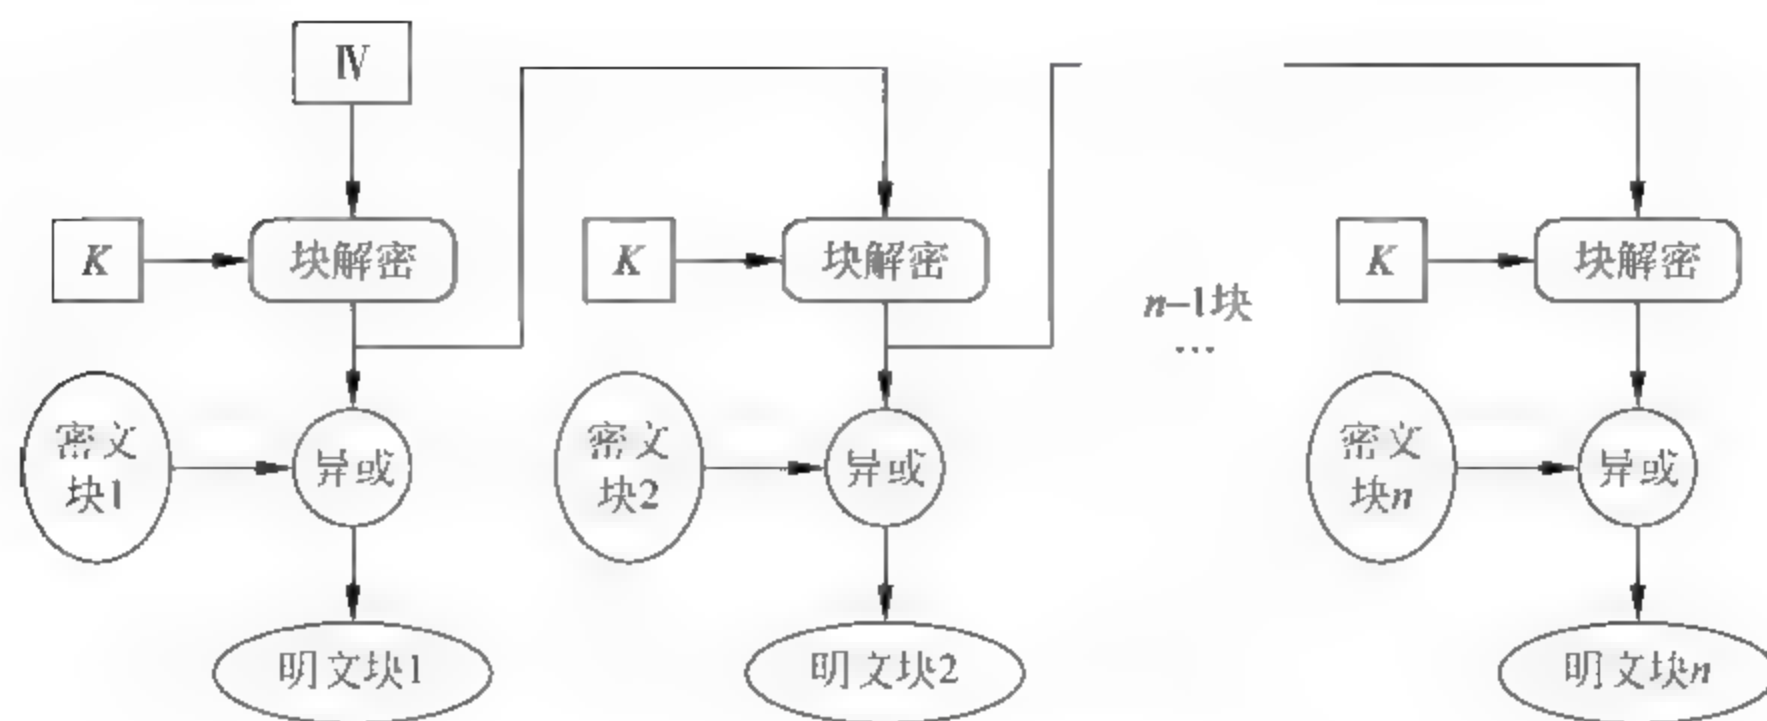 IV
K
块解密
K
块解密
K
块解密
n-1块
...
密文
块1
异或
密文
块2
异或
密文
块n
异或
明文块1
明文块2
明文块n